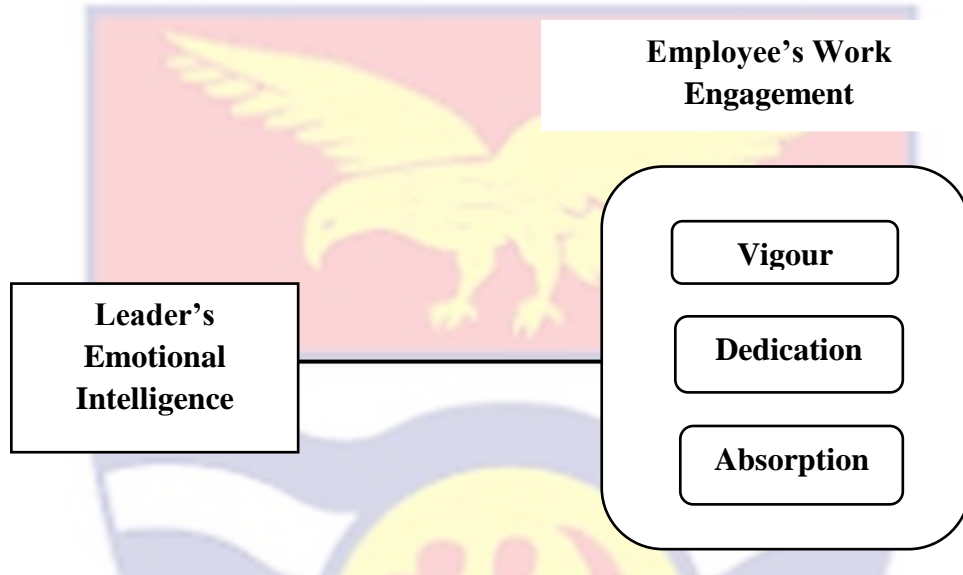 Employee’s Work
Engagement
Vigour
Leader’s
Emotional
Intelligence
Dedication
Absorption